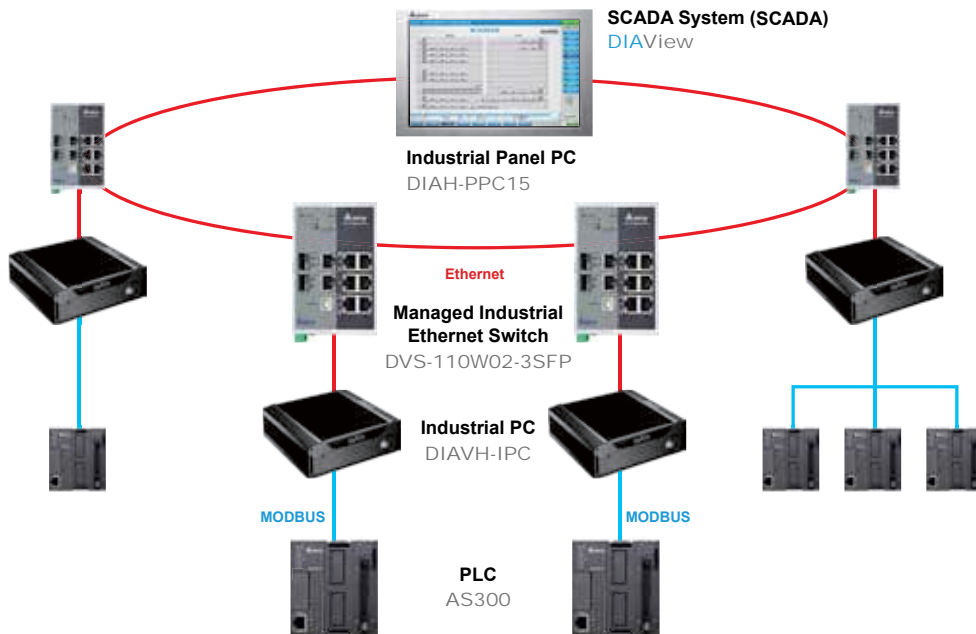 SCADA System (SCADA)
DIAView
Industrial Panel PC
DIAH-PPC15
Ethernet
Managed Industrial
Ethernet Switch
DVS-110W02-3SFP
Industrial PC
DIAVH-IPC
MODBUS
MODBUS
PLC
AS300